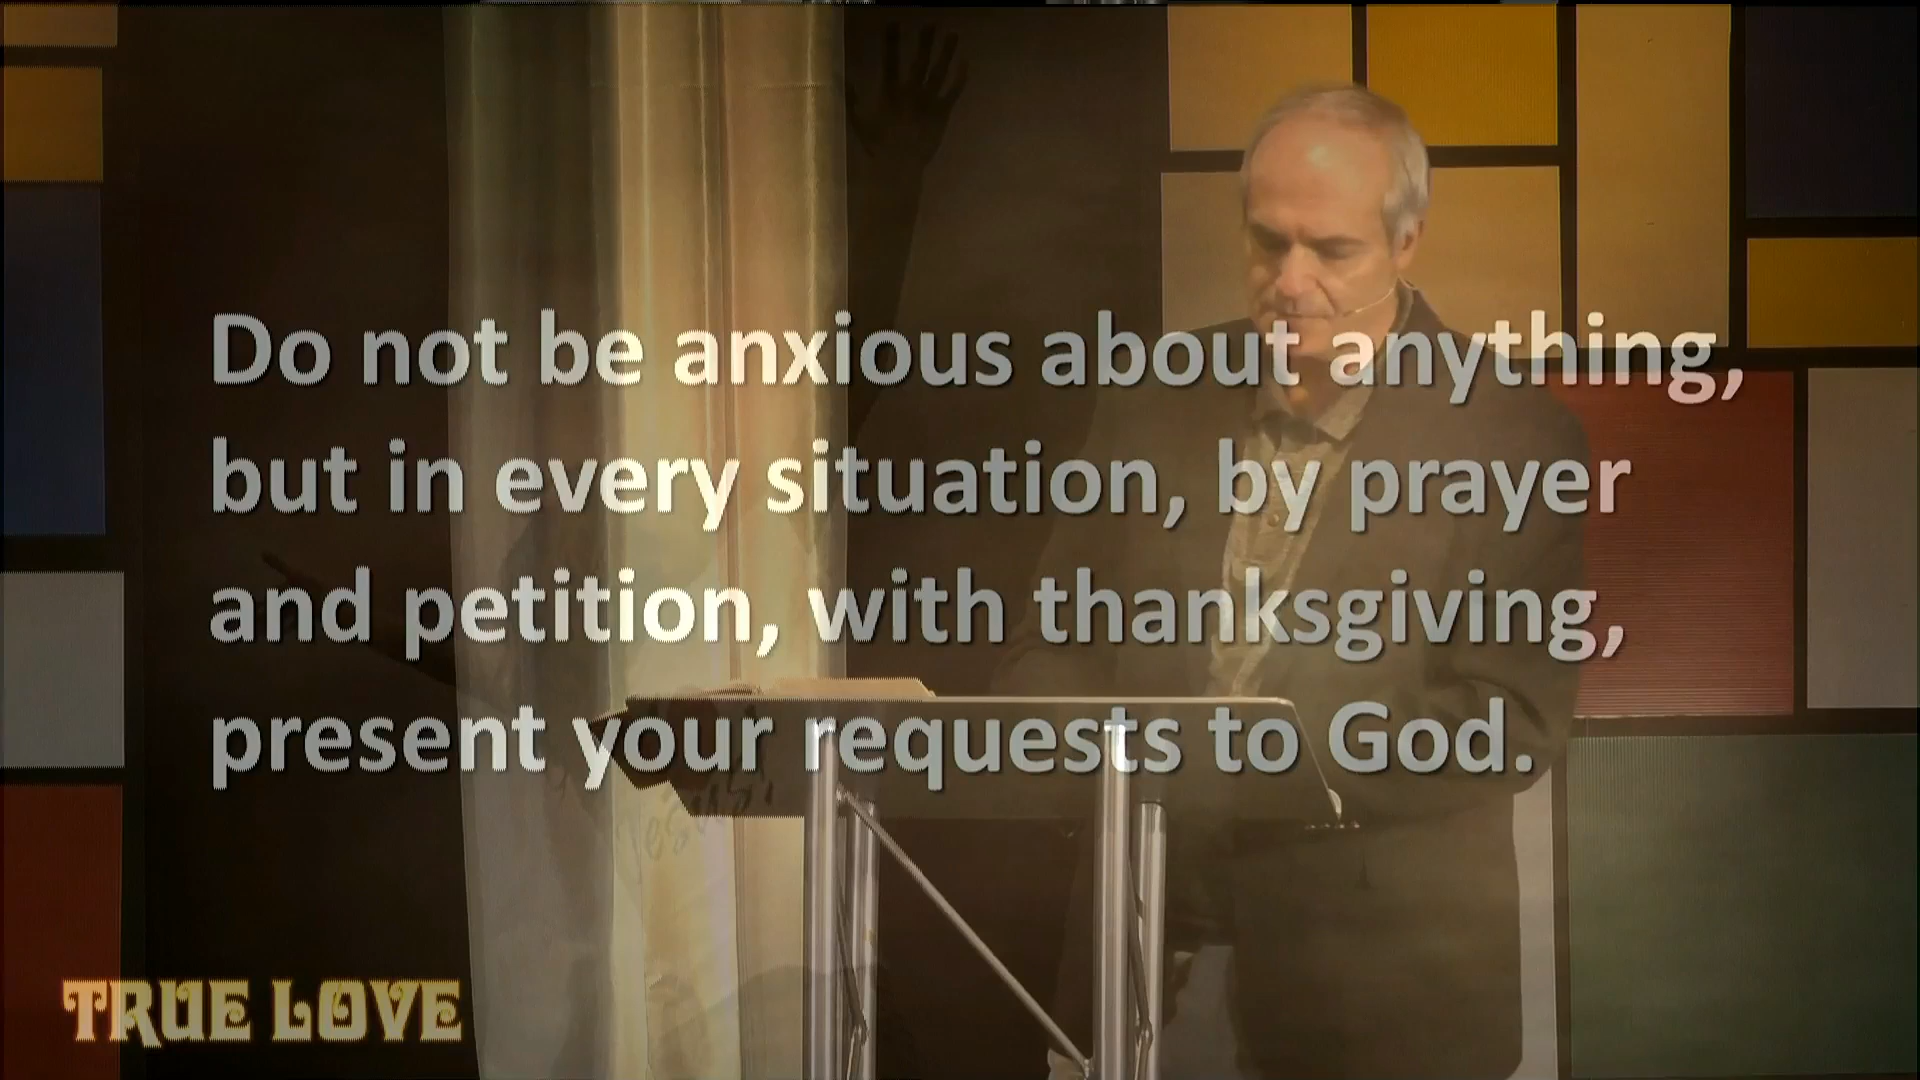 Do not be anxious about anything,
but in every situation, by prayer
and petition, with thanksgiving,
present your requests to God.
TRUE LOVE